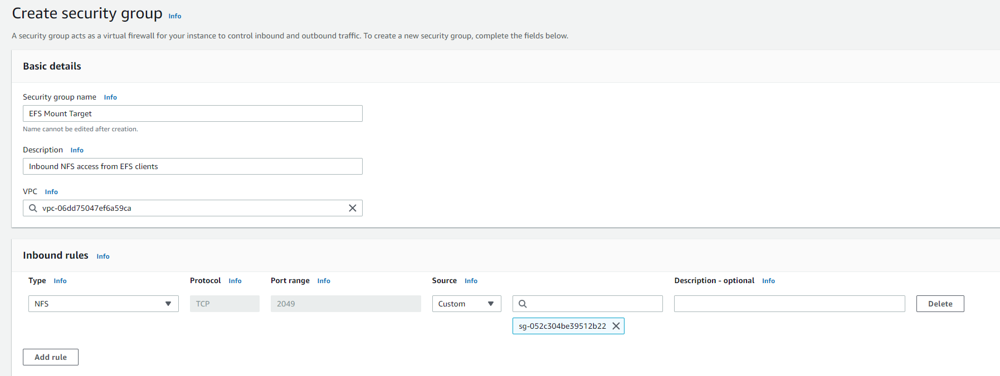 Create security group Info
A security group acts as a virtual firewall for your instance to control inbound and outbound traffic. To create a new security group, complete the fields below.
Basic details
Security group name Info
EFS Mount Target
Name cannot be edited after creation.
Description Info
Inbound NFS access from EFS clients
VPC Info
vpc-06dd75047ef6a59ca
Inbound rules Info
Type Info Protocol Info Port range Info Source Info Description - optional Info
NFS TCP 2049 Custom Delete
sg-052c304be39512b22
Add rule